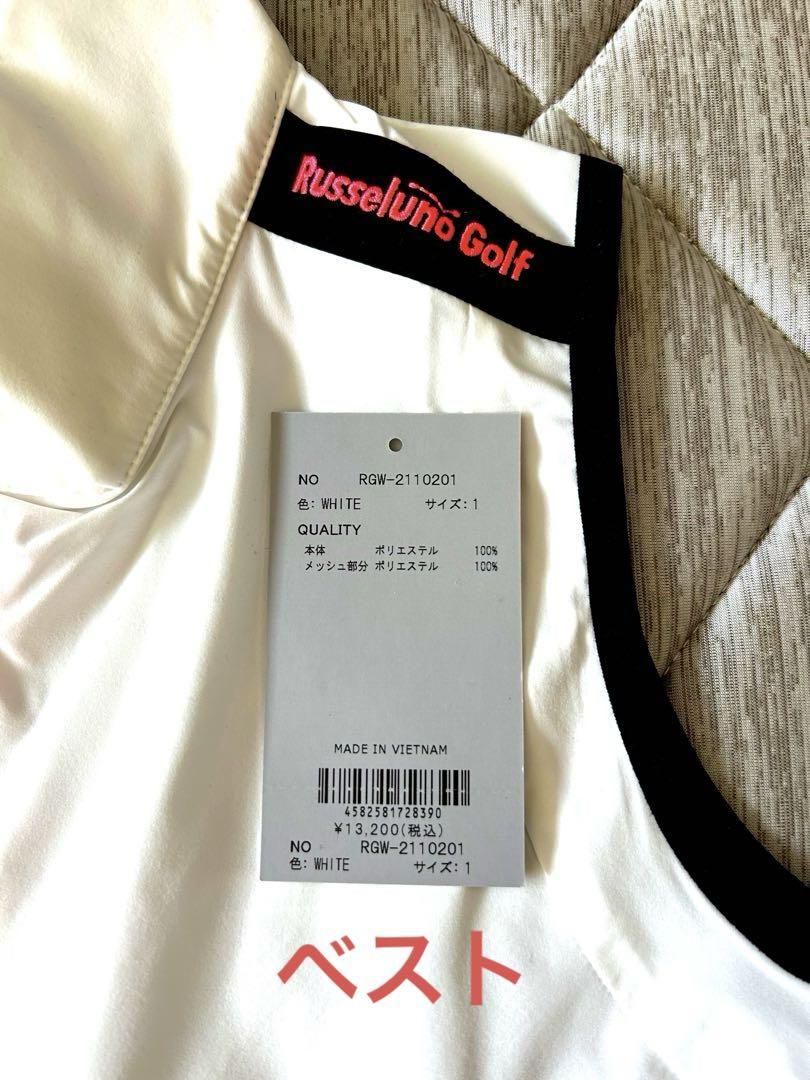 Russeluno Golf
NO RGW-2110201
色: WHITE サイズ: 1
QUALITY
本体 ポリエステル 100%
メッシュ部分 ポリエステル 100%
MADE IN VIETNAM
4582581728390
¥13,200(税込)
NO RGW-2110201
色: WHITE サイズ: 1
ベスト